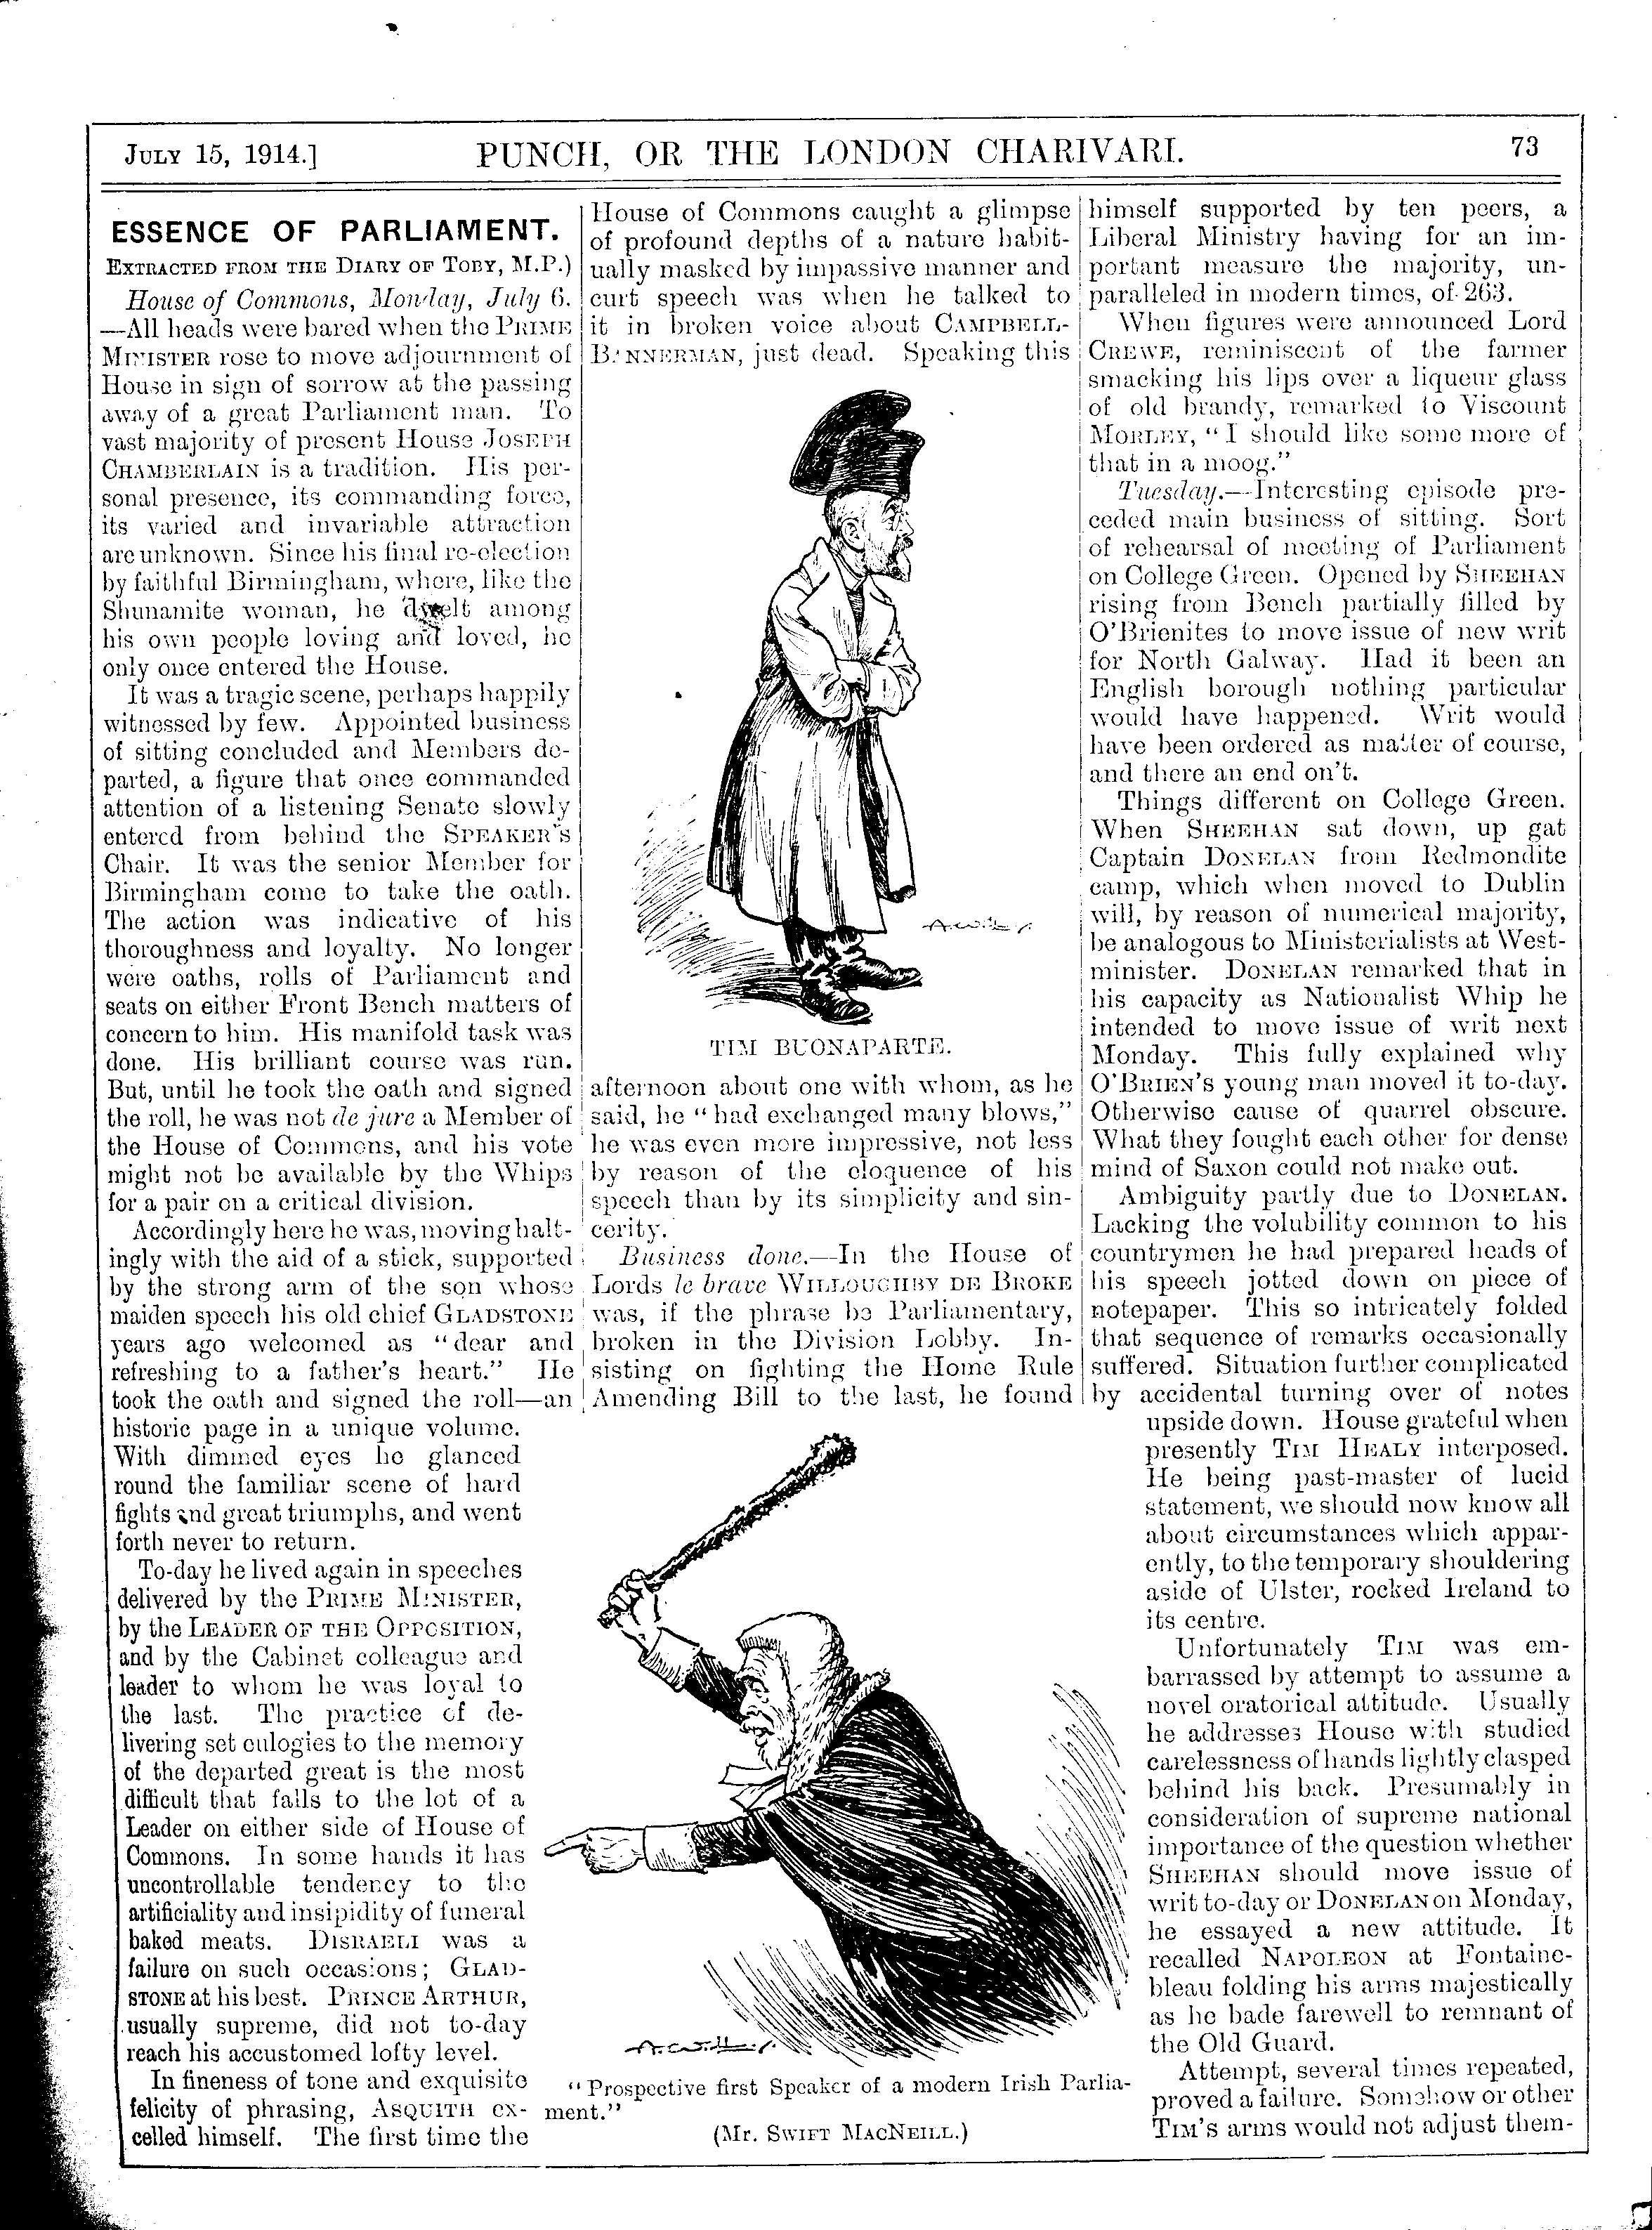 JULY 15, 1914.]
PUNCH, OR THE LONDON CHARIVARI.
73
ESSENCE OF PARLIAMENT.
EXTRACTED FROM THE DIARY OF TOBY, M.P.)
House of Commons, Monday, July 6.
—All heads were bared when the PRIME
MINISTER rose to move adjournment of
House in sign of sorrow at the passing
away of a great Parliament man. To
vast majority of present House JOSEPH
CHAMBERLAIN is a tradition. His per-
sonal presence, its commanding force,
its varied and invariable attraction
are unknown. Since his final re-election
by faithful Birmingham, where, like the
Shunamite woman, he dwelt among
his own people loving and loved, he
only once entered the House.
It was a tragic scene, perhaps happily
witnessed by few. Appointed business
of sitting concluded and Members de-
parted, a figure that once commanded
attention of a listening Senate slowly
entered from behind the SPEAKER'S
Chair. It was the senior Member for
Birmingham come to take the oath.
The action was indicative of his
thoroughness and loyalty. No longer
were oaths, rolls of Parliament and
seats on either Front Bench matters of
concern to him. His manifold task was
done. His brilliant course was run.
But, until he took the oath and signed
the roll, he was not de jure a Member of
the House of Commons, and his vote
might not be available by the Whips
for a pair on a critical division.
Accordingly here he was, moving halt-
ingly with the aid of a stick, supported
by the strong arm of the son whose
maiden speech his old chief GLADSTONE
years ago welcomed as "dear and
refreshing to a father's heart." He
took the oath and signed the roll—an
historic page in a unique volume.
With dimmed eyes he glanced
round the familiar scene of hard
fights and great triumphs, and went
forth never to return.
To-day he lived again in speeches
delivered by the PRIME MINISTER,
by the LEADER OF THE OPPOSITION,
and by the Cabinet colleague and
leader to whom he was loyal to
the last. The practice of de-
livering set eulogies to the memory
of the departed great is the most
difficult that falls to the lot of a
Leader on either side of House of
Commons. In some hands it has
uncontrollable tendency to the
artificiality and insipidity of funeral
baked meats. DISRAELI was a
failure on such occasions; GLAD-
STONE at his best. PRINCE ARTHUR,
usually supreme, did not to-day
reach his accustomed lofty level.
In fineness of tone and exquisite
felicity of phrasing, ASQUITH ex-
celled himself. The first time the
House of Commons caught a glimpse
of profound depths of a nature habit-
ually masked by impassive manner and
curt speech was when he talked to
it in broken voice about CAMPBELL-
BANNERMAN, just dead. Speaking this
A.W.ll.s.
TIM BUONAPARTE.
afternoon about one with whom, as he
said, he "had exchanged many blows,"
he was even more impressive, not less
by reason of the eloquence of his
speech than by its simplicity and sin-
cerity.
Business done.—In the House of
Lords le brave WILLOUGHBY DE BROKE
was, if the phrase be Parliamentary,
broken in the Division Lobby. In-
sisting on fighting the Home Rule
Amending Bill to the last, he found
"Prospective first Speaker of a modern Irish Parlia-
ment."
(Mr. SWIFT MACNEILL.)
himself supported by ten peers, a
Liberal Ministry having for an im-
portant measure the majority, un-
paralleled in modern times, of 263.
When figures were announced Lord
CREWE, reminiscent of the farmer
smacking his lips over a liqueur glass
of old brandy, remarked to Viscount
MORLEY, "I should like some more of
that in a moog."
Tuesday.—Interesting episode pre-
ceded main business of sitting. Sort
of rehearsal of meeting of Parliament
on College Green. Opened by SHEEHAN
rising from Bench partially filled by
O'Brienites to move issue of new writ
for North Galway. Had it been an
English borough nothing particular
would have happened. Writ would
have been ordered as matter of course,
and there an end on't.
Things different on College Green.
When SHEEHAN sat down, up gat
Captain DONELAN from Redmondite
camp, which when moved to Dublin
will, by reason of numerical majority,
be analogous to Ministerialists at West-
minister. DONELAN remarked that in
his capacity as Nationalist Whip he
intended to move issue of writ next
Monday. This fully explained why
O'BRIEN'S young man moved it to-day.
Otherwise cause of quarrel obscure.
What they fought each other for dense
mind of Saxon could not make out.
Ambiguity partly due to DONELAN.
Lacking the volubility common to his
countrymen he had prepared heads of
his speech jotted down on piece of
notepaper. This so intricately folded
that sequence of remarks occasionally
suffered. Situation further complicated
by accidental turning over of notes
upside down. House grateful when
presently TIM HEALY interposed.
He being past-master of lucid
statement, we should now know all
about circumstances which appar-
ently, to the temporary shouldering
aside of Ulster, rocked Ireland to
its centre.
Unfortunately TIM was em-
barrassed by attempt to assume a
novel oratorical attitude. Usually
he addresses House with studied
carelessness of hands lightly clasped
behind his back. Presumably in
consideration of supreme national
importance of the question whether
SHEEHAN should move issue of
writ to-day or DONELAN on Monday,
he essayed a new attitude. It
recalled NAPOLEON at Fontaine-
bleau folding his arms majestically
as he bade farewell to remnant of
the Old Guard.
Attempt, several times repeated,
proved a failure. Somehow or other
TIM'S arms would not adjust them-